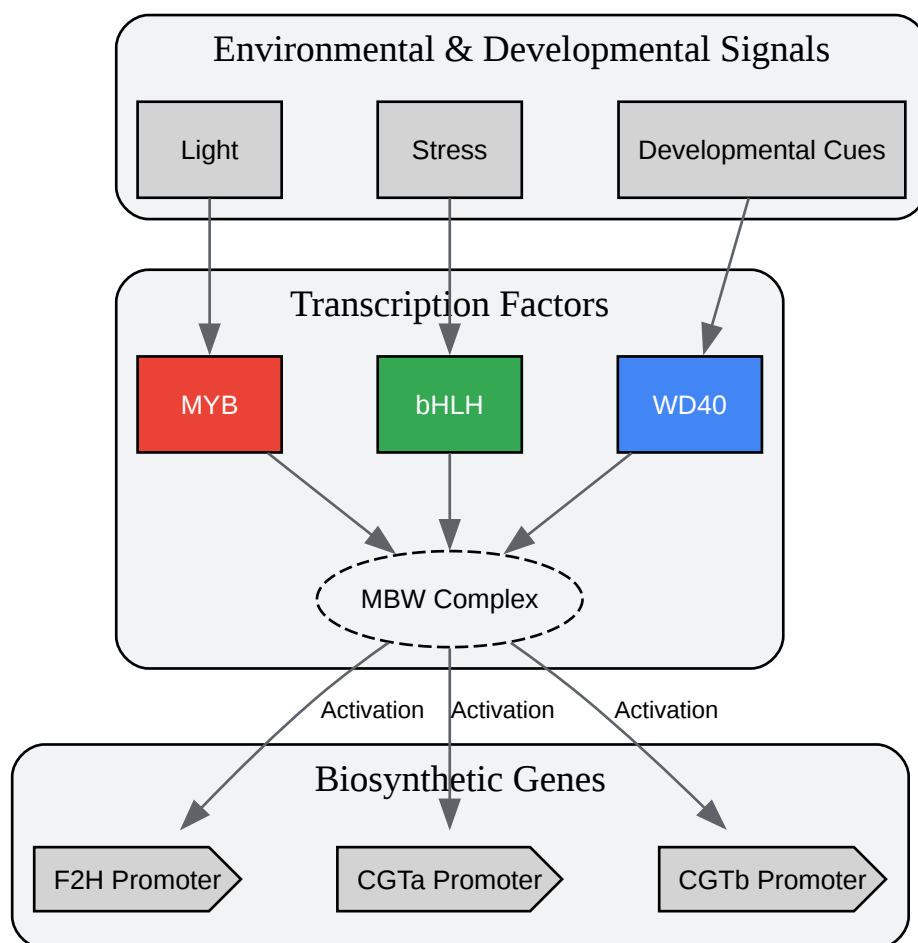 Environmental & Developmental Signals
Light
Stress
Developmental Cues
Transcription Factors
MYB
bHLH
WD40
MBW Complex
Activation
Activation
Activation
Biosynthetic Genes
F2H Promoter
CGTa Promoter
CGTb Promoter